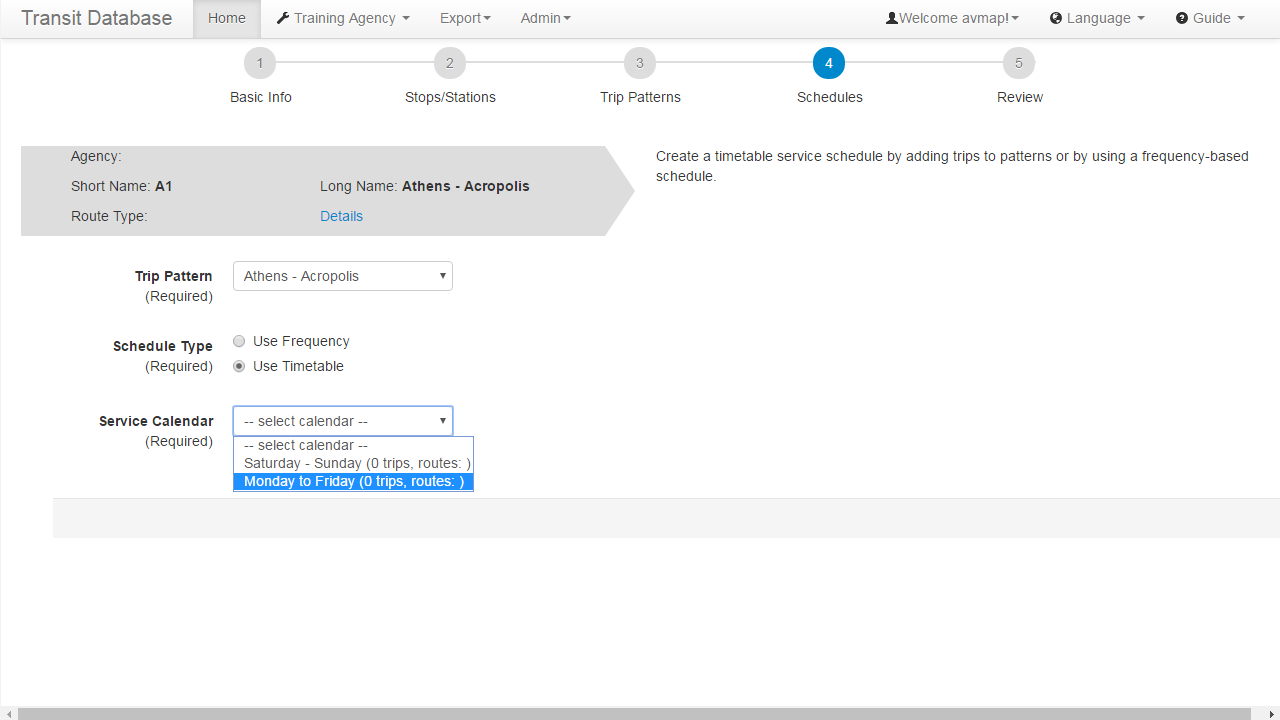 Transit Database Home Training Agency Export Admin Welcome avmap! Language Guide
1 2 3 4 5
Basic Info Stops/Stations Trip Patterns Schedules Review
Agency:
Short Name: A1 Long Name: Athens - Acropolis
Route Type: Details
Create a timetable service schedule by adding trips to patterns or by using a frequency-based
schedule.
Trip Pattern Athens - Acropolis
(Required)
Use Frequency
Schedule Type
(Required) Use Timetable
Service Calendar -- select calendar --
(Required)
-- select calendar --
Saturday - Sunday (0 trips, routes: )
Monday to Friday (0 trips, routes: )